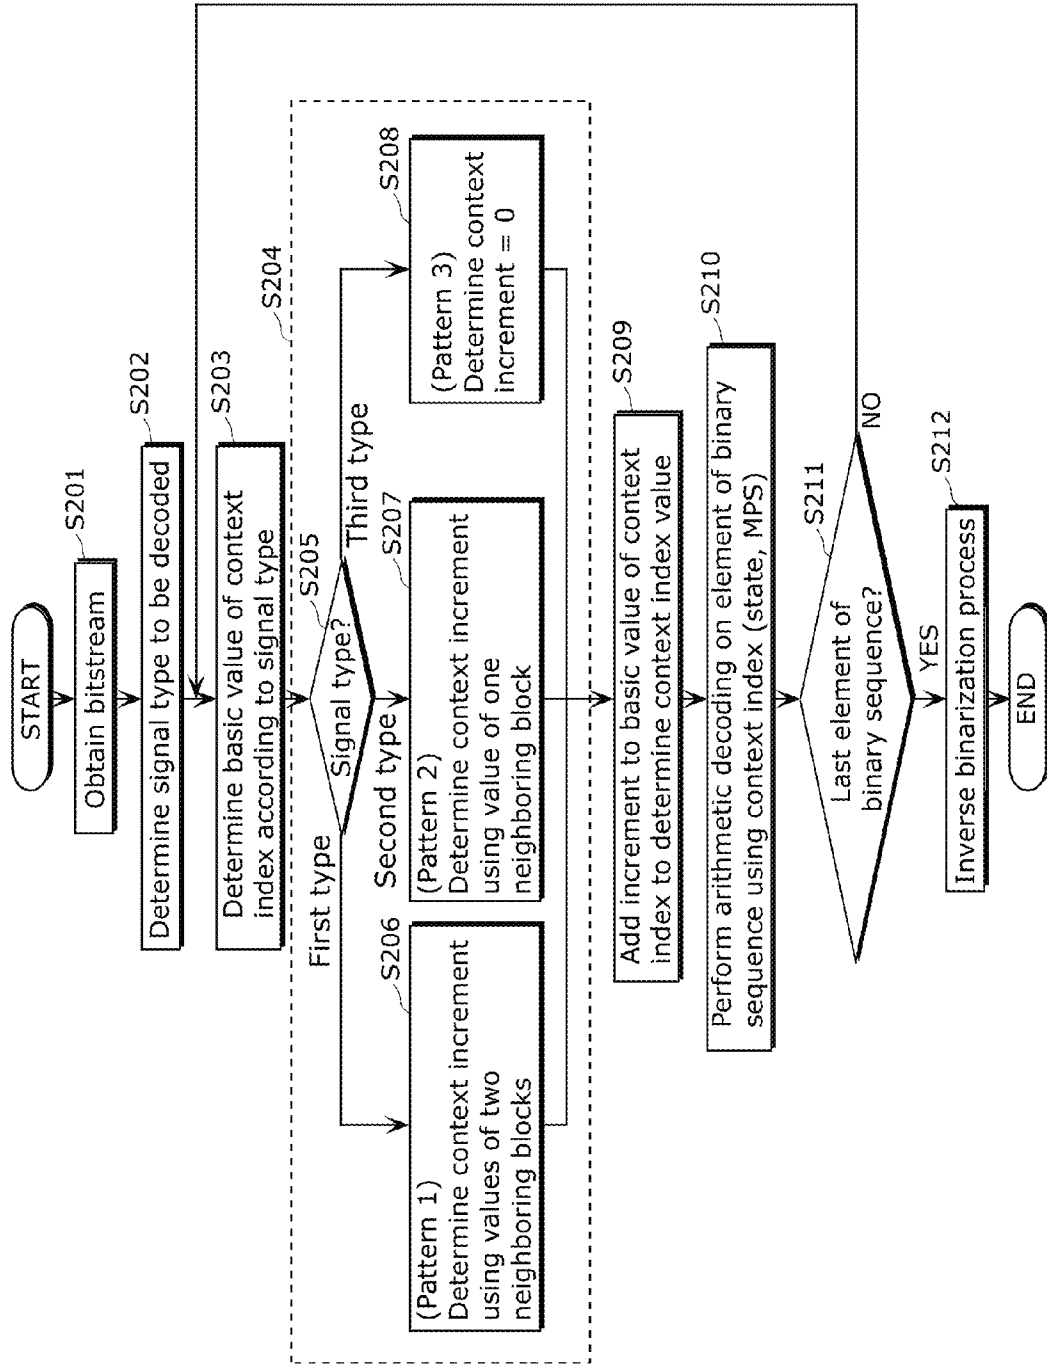 START
S201
Obtain bitstream
S202
Determine signal type to be decoded
S203
Determine basic value of context
index according to signal type
S204
S205
Signal type?
First type
Second type
Third type
S206
(Pattern 1)
Determine context increment
using values of two
neighboring blocks
S207
(Pattern 2)
Determine context increment
using value of one
neighboring block
S208
(Pattern 3)
Determine context
increment = 0
S209
Add increment to basic value of context
index to determine context index value
S210
Perform arithmetic decoding on element of binary
sequence using context index (state, MPS)
S211
Last element of
binary sequence?
NO
YES
S212
Inverse binarization process
END